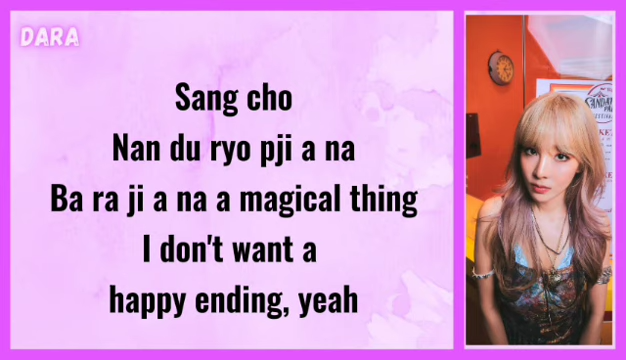 DARA
Sang cho
Nan du ryo pji a na
Ba ra ji a na a magical thing
I don't want a
happy ending, yeah